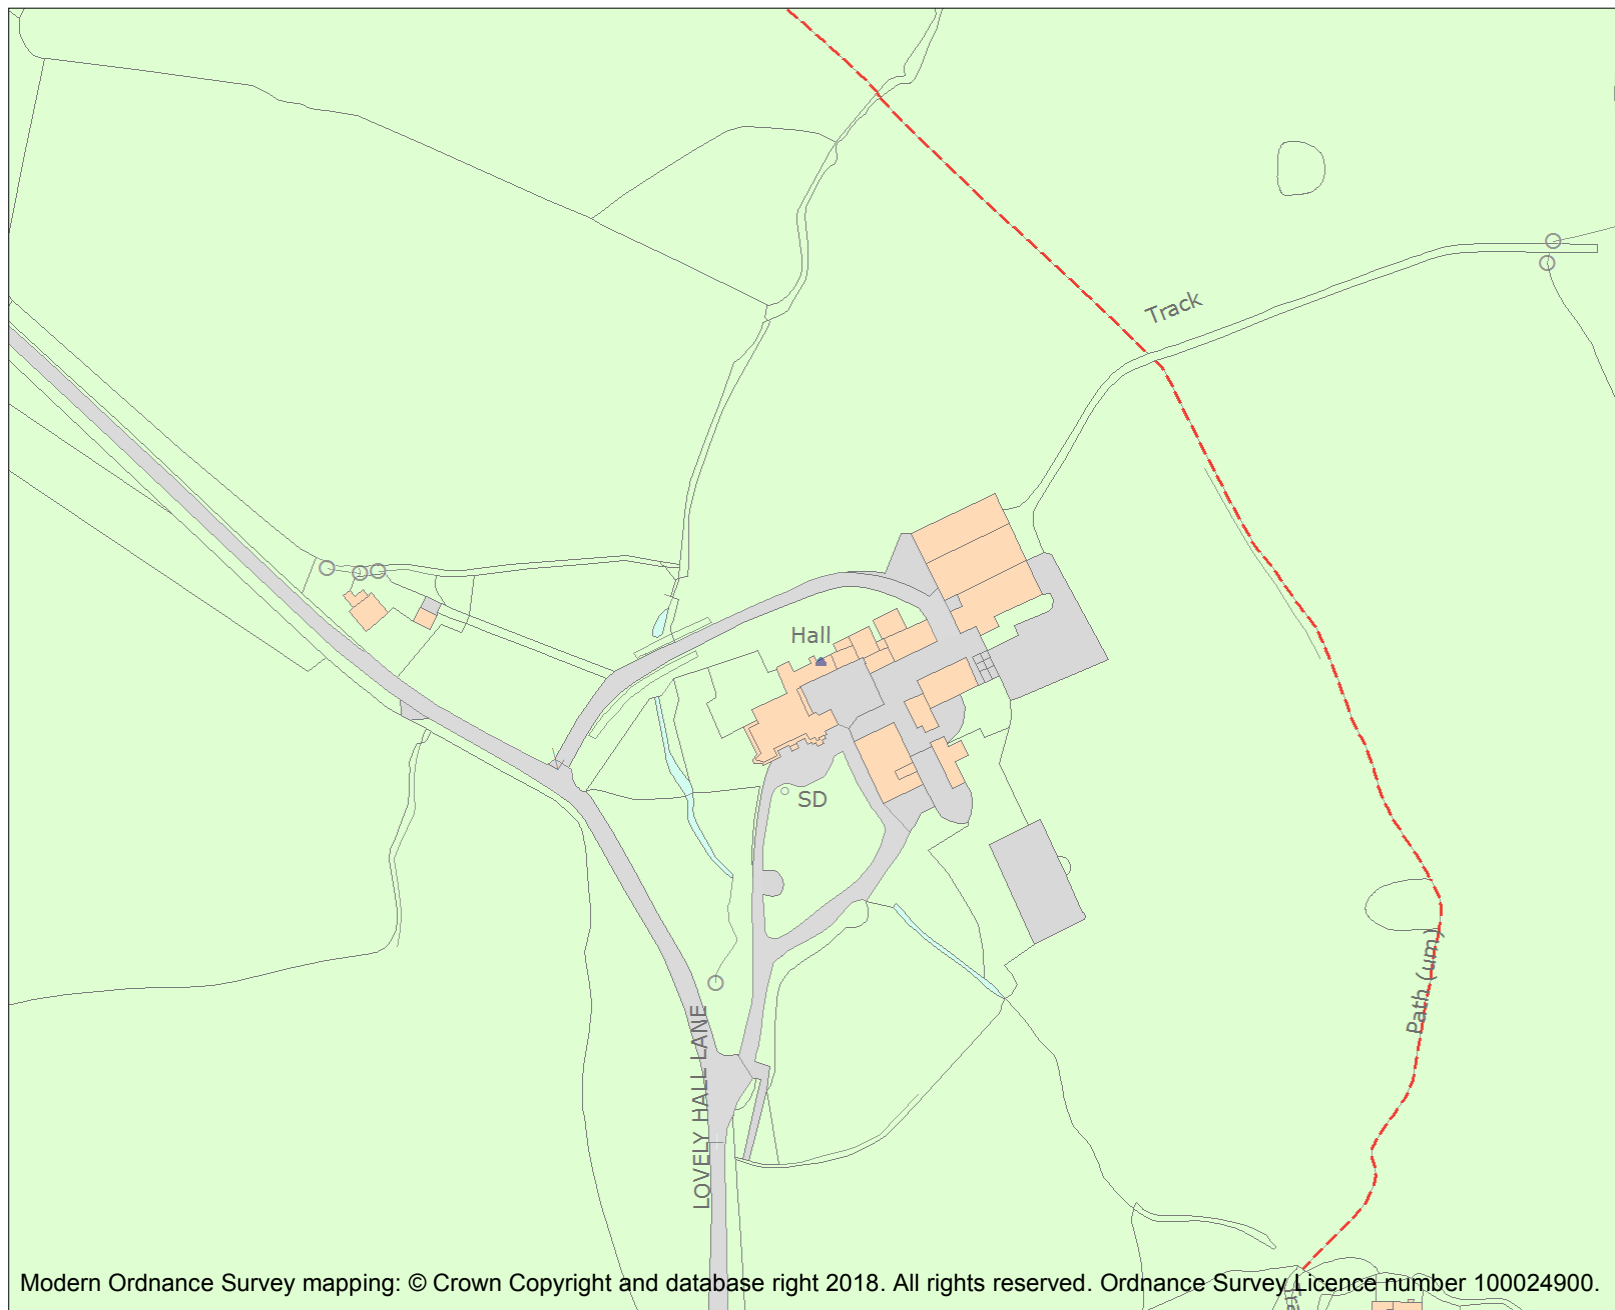 Track
Hall
SD
Path (um)
LOVELY HALL LANE
Modern Ordnance Survey mapping: © Crown Copyright and database right 2018. All rights reserved. Ordnance Survey Licence number 100024900.